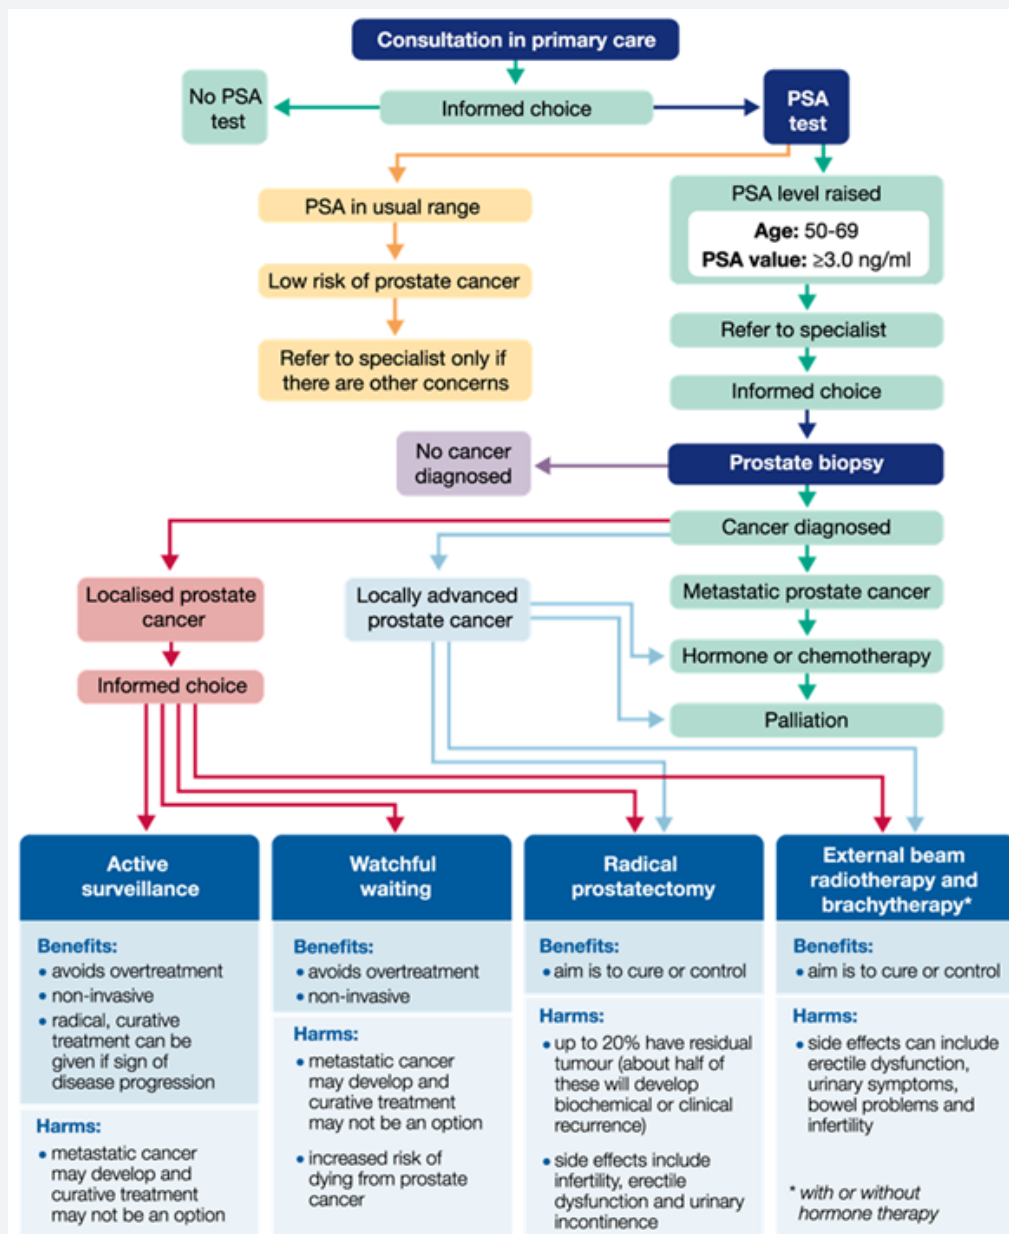 Consultation in primary care
No PSA
test
Informed choice
PSA
test
PSA in usual range
PSA level raised
Age: 50-69
PSA value: ≥3.0 ng/ml
Low risk of prostate cancer
Refer to specialist
Refer to specialist only if
there are other concerns
Informed choice
No cancer
diagnosed
Prostate biopsy
Cancer diagnosed
Localised prostate
cancer
Locally advanced
prostate cancer
Metastatic prostate cancer
Hormone or chemotherapy
Informed choice
Palliation
Active
surveillance
Benefits:
• avoids overtreatment
• non-invasive
• radical, curative
treatment can be
given if sign of
disease progression
Harms:
• metastatic cancer
may develop and
curative treatment
may not be an option
Watchful
waiting
Benefits:
• avoids overtreatment
• non-invasive
Harms:
• metastatic cancer
may develop and
curative treatment
may not be an option
• increased risk of
dying from prostate
cancer
Radical
prostatectomy
Benefits:
• aim is to cure or control
Harms:
• up to 20% have residual
tumour (about half of
these will develop
biochemical or clinical
recurrence)
• side effects include
infertility, erectile
dysfunction and urinary
incontinence
External beam
radiotherapy and
brachytherapy*
Benefits:
• aim is to cure or control
Harms:
• side effects can include
erectile dysfunction,
urinary symptoms,
bowel problems and
infertility
* with or without
hormone therapy